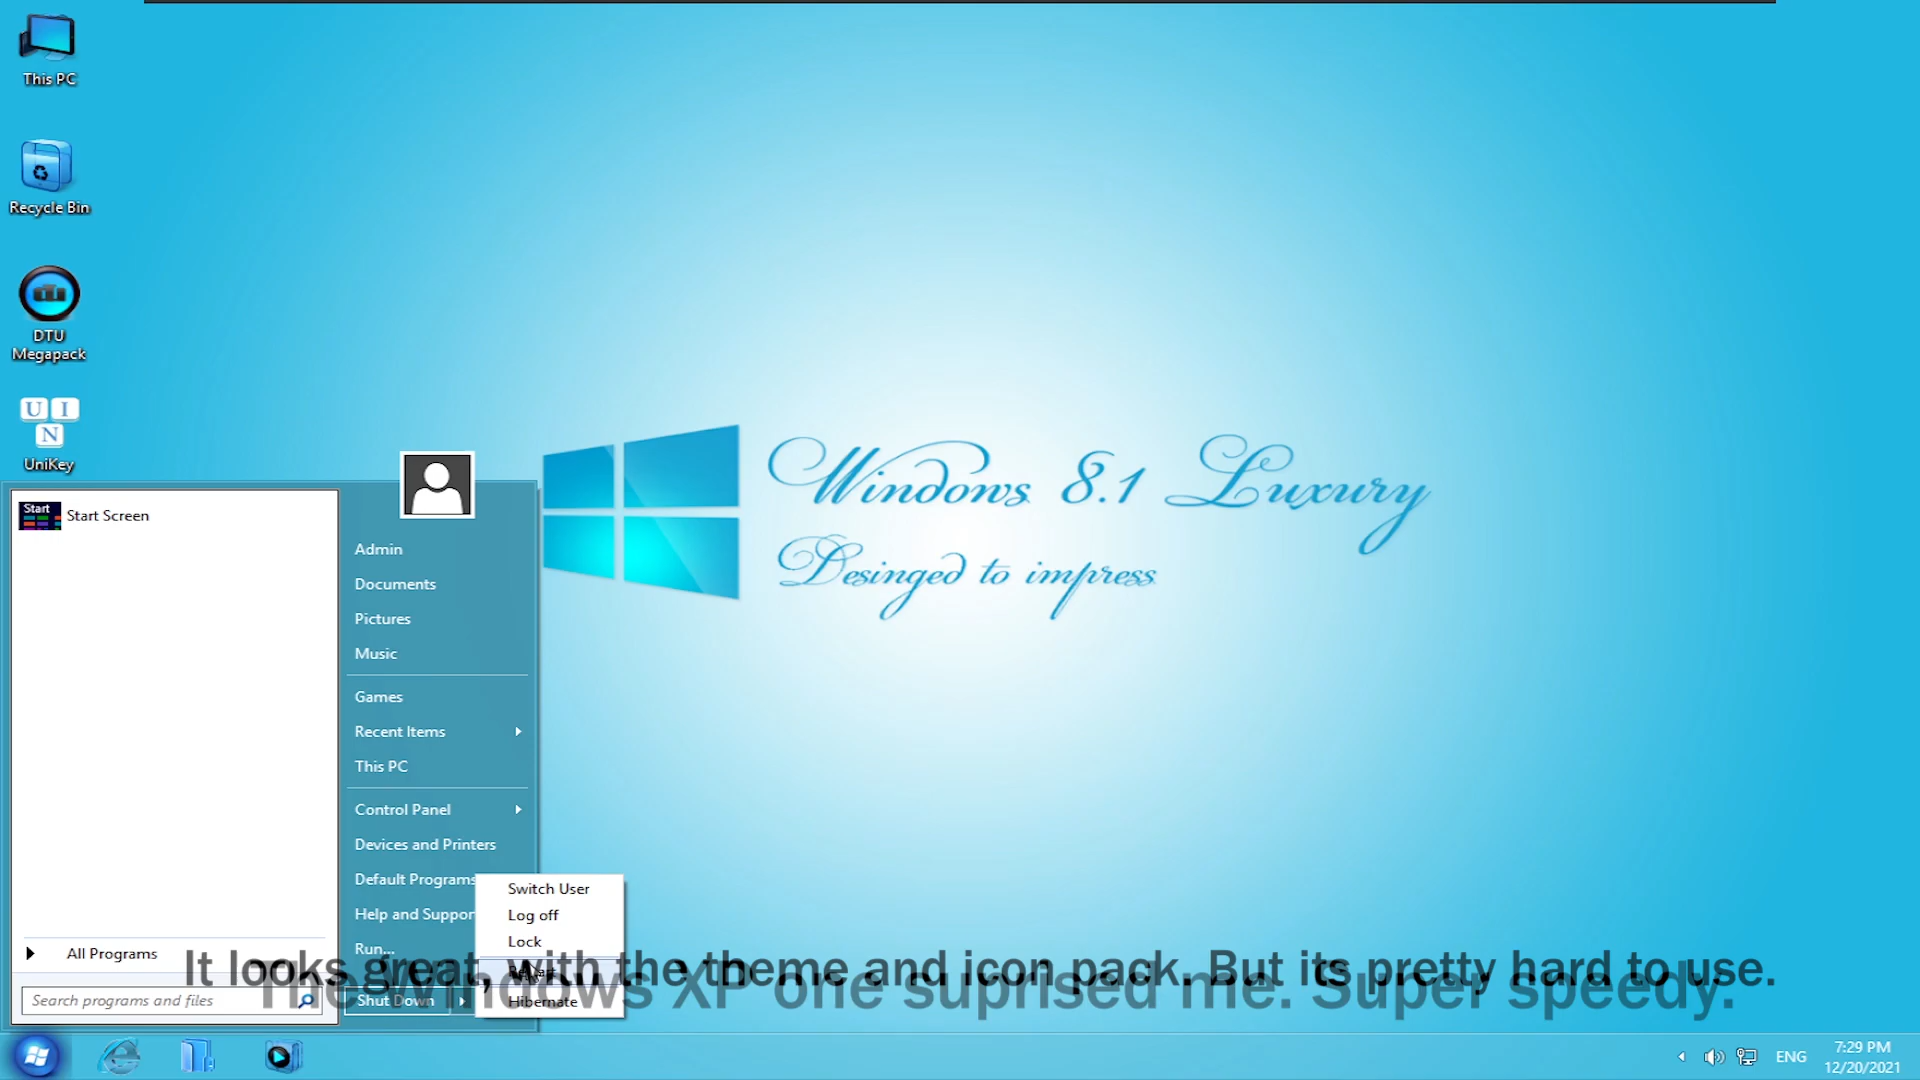 This PC
Recycle Bin
DTU
Megapack
U I
N
UniKey
Windows 8.1 Luxury
Desinged to impress
Start
Start Screen
Admin
Documents
Pictures
Music
Games
Recent Items
This PC
Control Panel
Devices and Printers
Default Programs
Help and Suppor
Run...
Switch User
Log off
Lock
Restart
Hibernate
All Programs
Search programs and files
Shut Down
It looks great, with the theme and icon pack. But its pretty hard to use.
The Windows XP one suprised me. Super speedy.
ENG
7:29 PM
12/20/2021